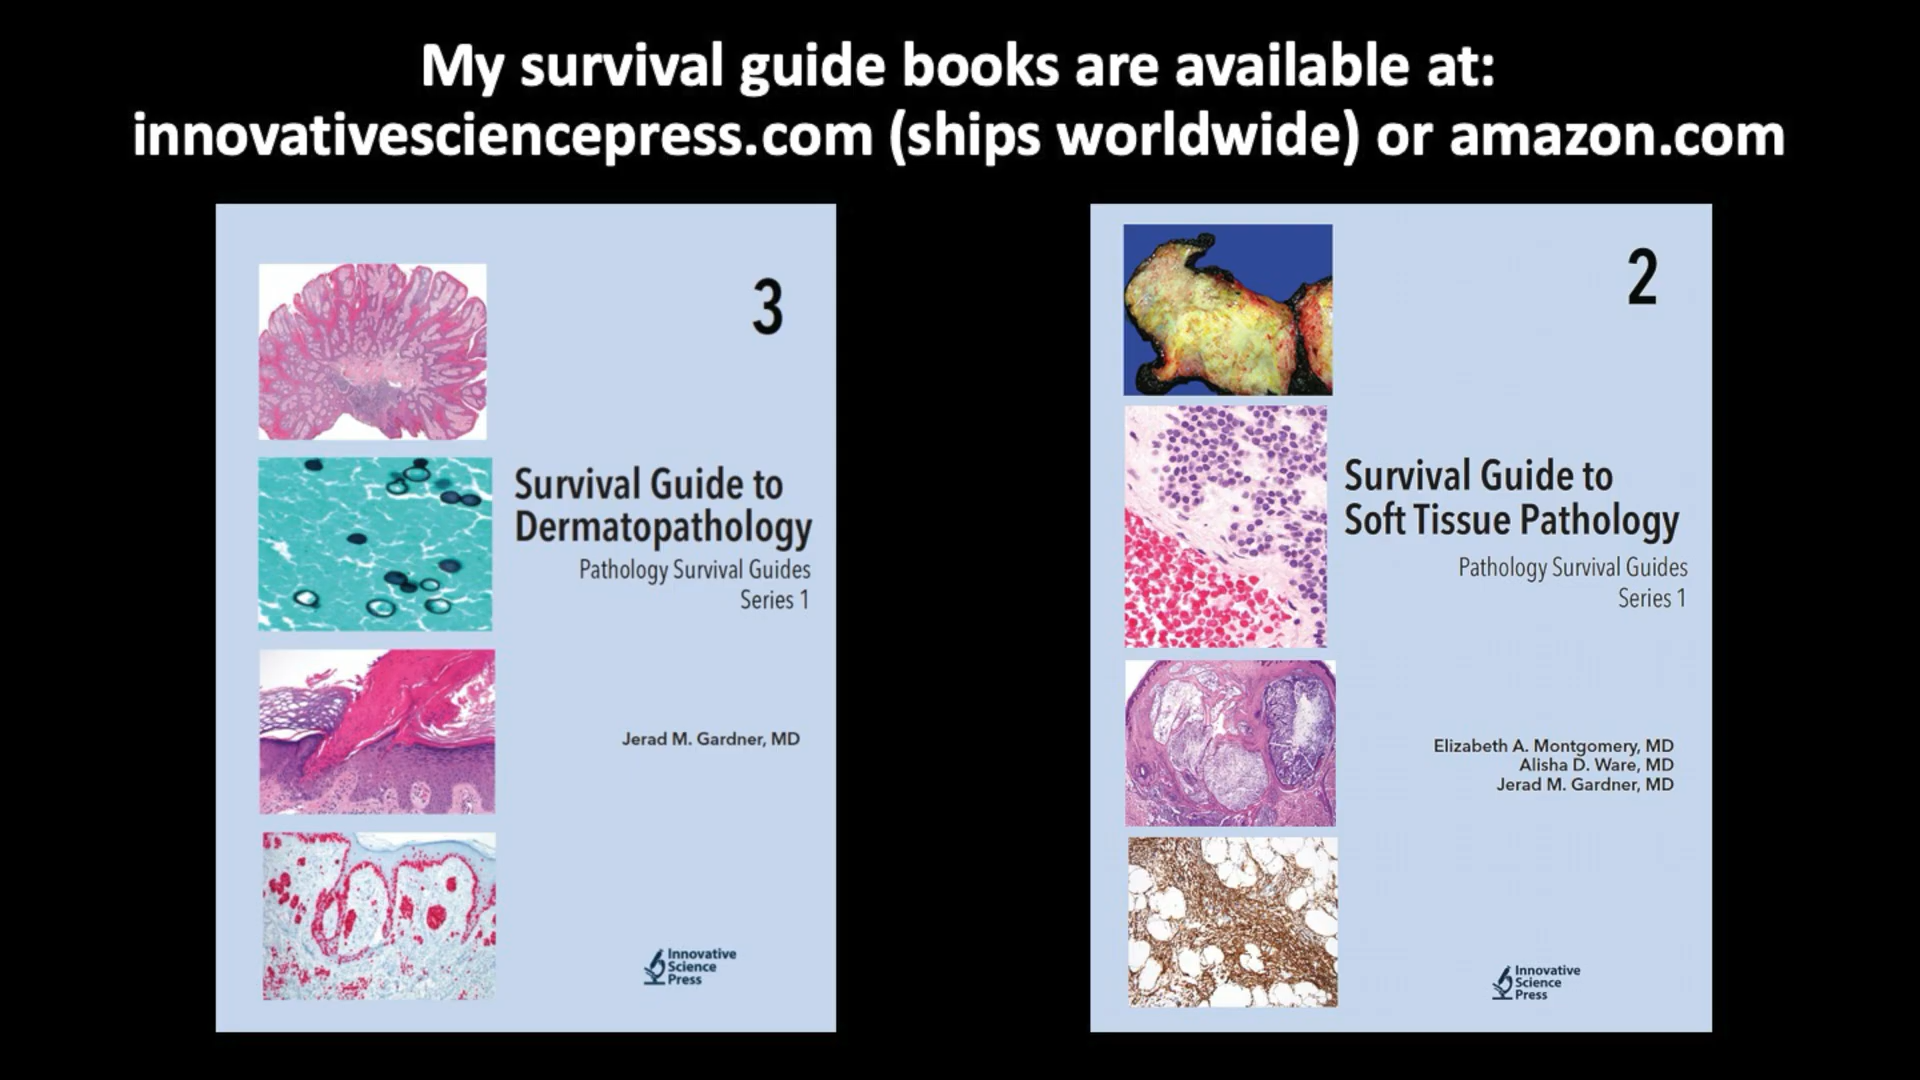 My survival guide books are available at:
innovativesciencepress.com (ships worldwide) or amazon.com
3
Survival Guide to
Dermatopathology
Pathology Survival Guides
Series 1
Jerad M. Gardner, MD
Innovative
Science
Press
2
Survival Guide to
Soft Tissue Pathology
Pathology Survival Guides
Series 1
Elizabeth A. Montgomery, MD
Alisha D. Ware, MD
Jerad M. Gardner, MD
Innovative
Science
Press